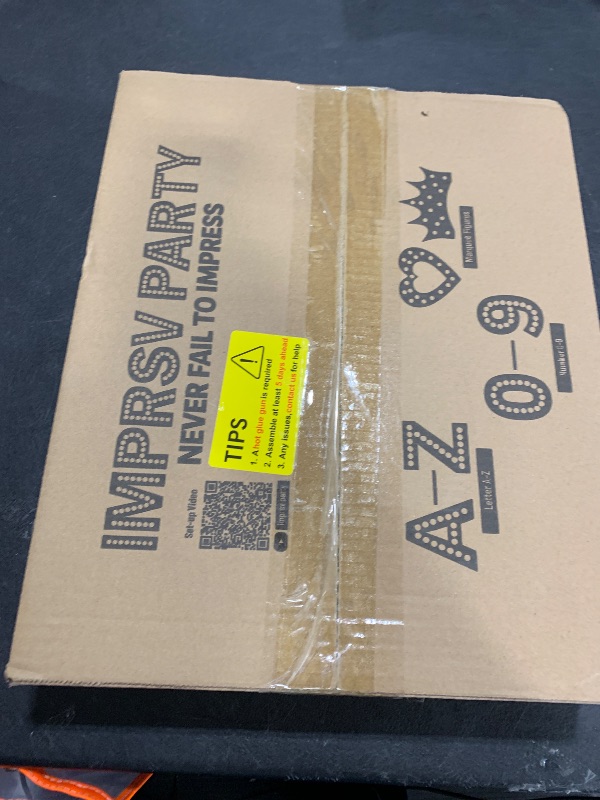 IMPRSV PARTY
NEVER FAIL TO IMPRESS
Set-up Video
TIPS
1. A hot glue gun is required
2. Assemble at least 5 days ahead
3. Any issues, contact us for help
A-Z
Letter A-Z
0-9
Number 0-9
Marquee Figures